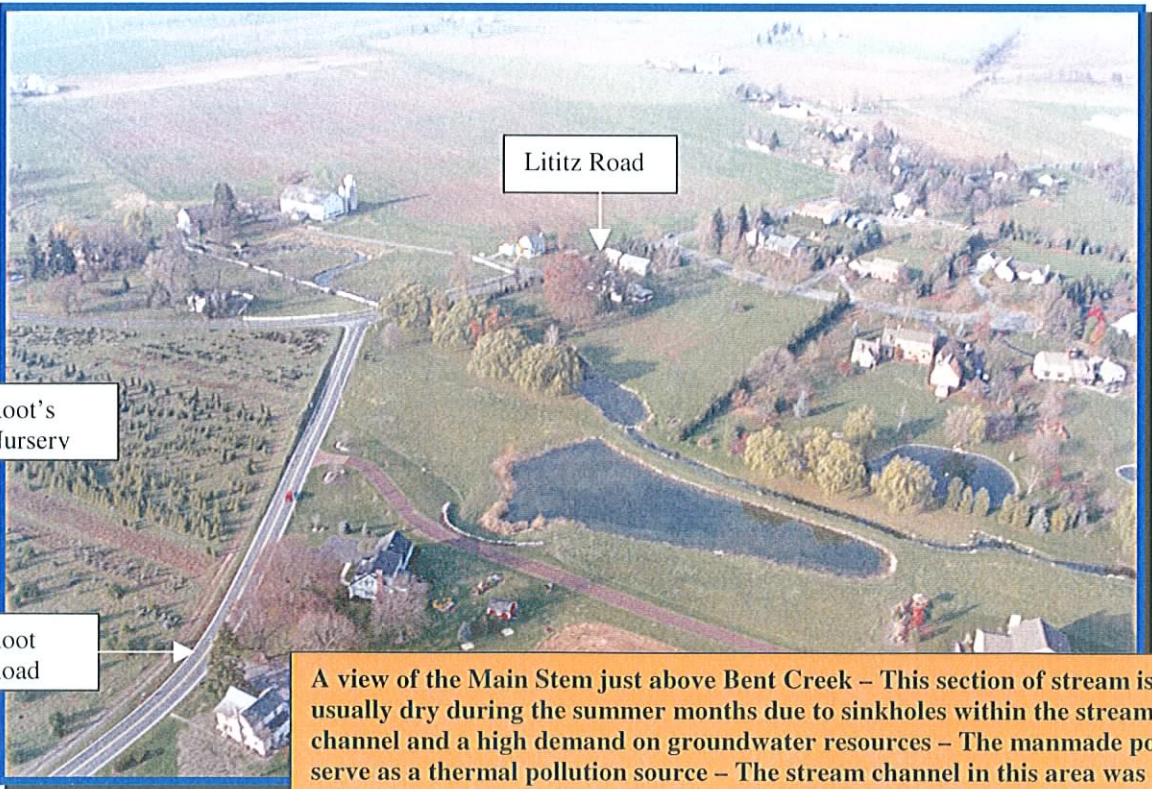 Lititz Road
oot's
urserv
oot
oad
A view of the Main Stem just above Bent Creek – This section of stream is
usually dry during the summer months due to sinkholes within the stream
channel and a high demand on groundwater resources – The manmade po
serve as a thermal pollution source – The stream channel in this area was